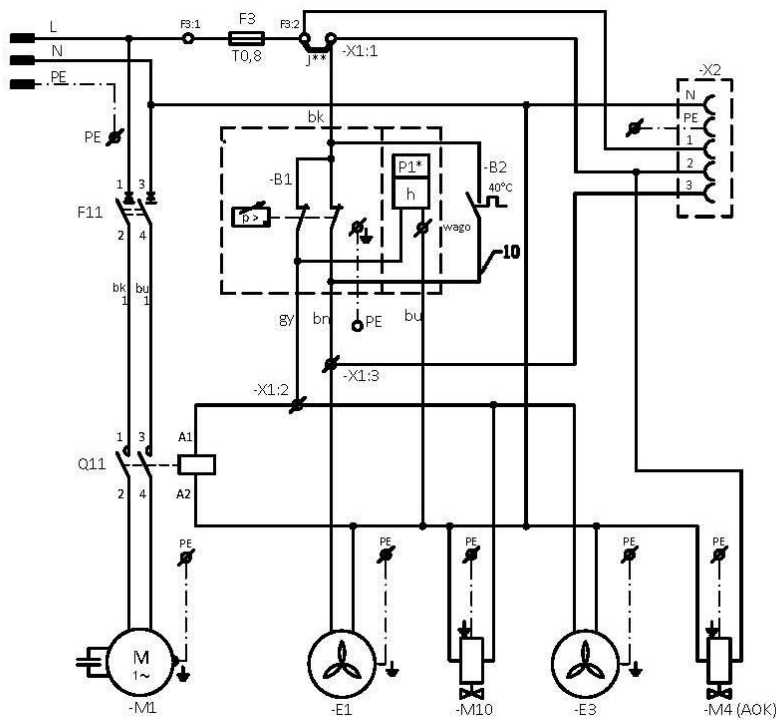 L
F3:1
F3
F3:2
N
T0,8
J**
-X1:1
PE
-X2
N
PE
bk
PE
1
P1*
-B2
2
-B1
h
40°C
3
1
3
F11
p >
wago
2
4
10
bk
1
bu
1
gy
bn
PE
bu
-X1:3
-X1:2
1
3
A1
Q11
2
4
A2
PE
PE
PE
PE
PE
M
1~
-M1
-E1
-M10
-E3
-M4 (AOK)